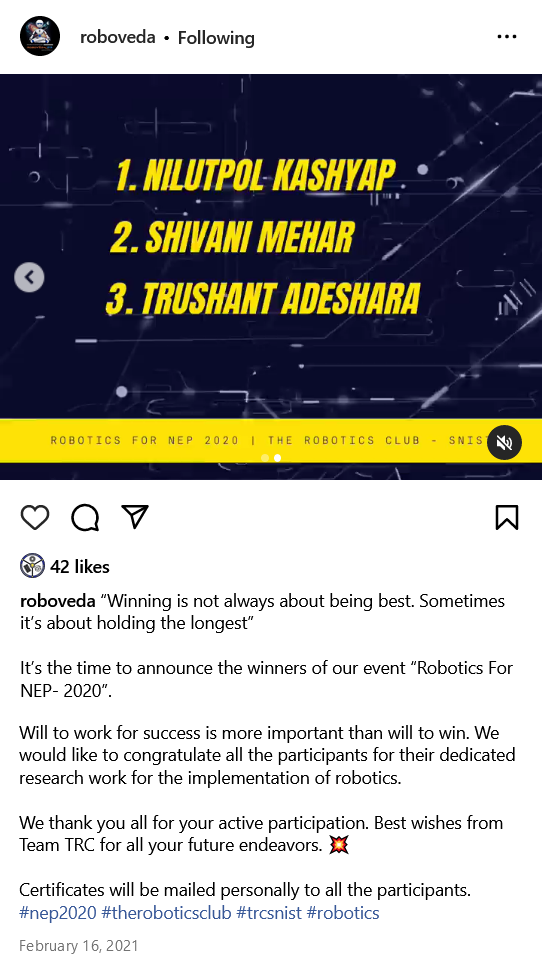 roboveda • Following
1. NILUTPOL KASHYAP
2. SHIVANI MEHAR
3. TRUSHANT ADESHARA
ROBOTICS FOR NEP 2020 | THE ROBOTICS CLUB - SNIST
42 likes
roboveda “Winning is not always about being best. Sometimes
it’s about holding the longest”
It’s the time to announce the winners of our event “Robotics For
NEP- 2020”.
Will to work for success is more important than will to win. We
would like to congratulate all the participants for their dedicated
research work for the implementation of robotics.
We thank you all for your active participation. Best wishes from
Team TRC for all your future endeavors. 💥
Certificates will be mailed personally to all the participants.
#nep2020 #theroboticsclub #trcsnist #robotics
February 16, 2021